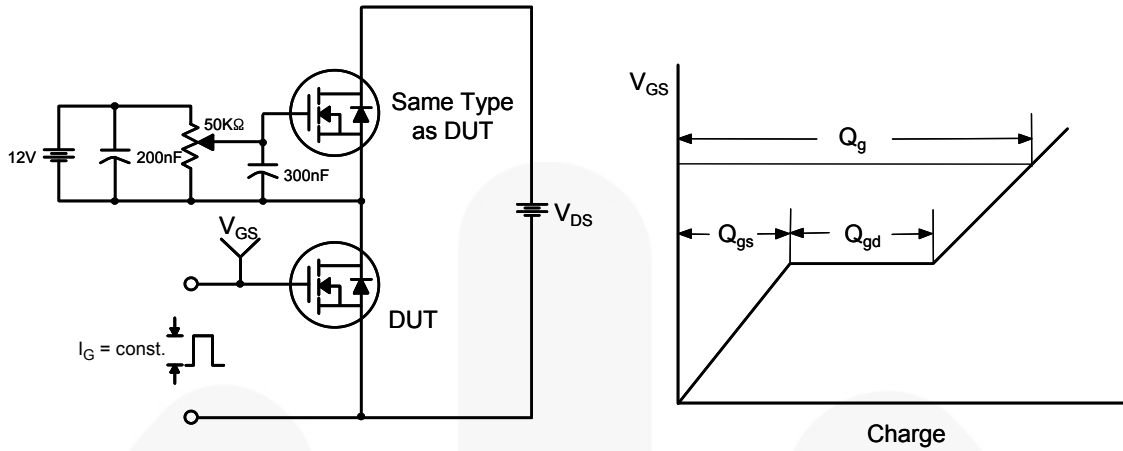 12V
200nF
50KΩ
300nF
Same Type
as DUT
V_GS
I_G = const.
DUT
V_DS
V_GS
Q_g
Q_gs
Q_gd
Charge